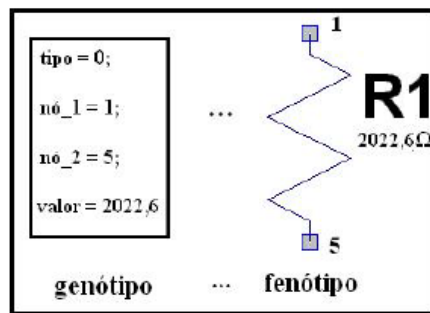 tipo = 0;
nó_1 = 1;
nó_2 = 5;
valor = 2022,6
...
1
R1
2022,6Ω
5
genótipo ... fenótipo